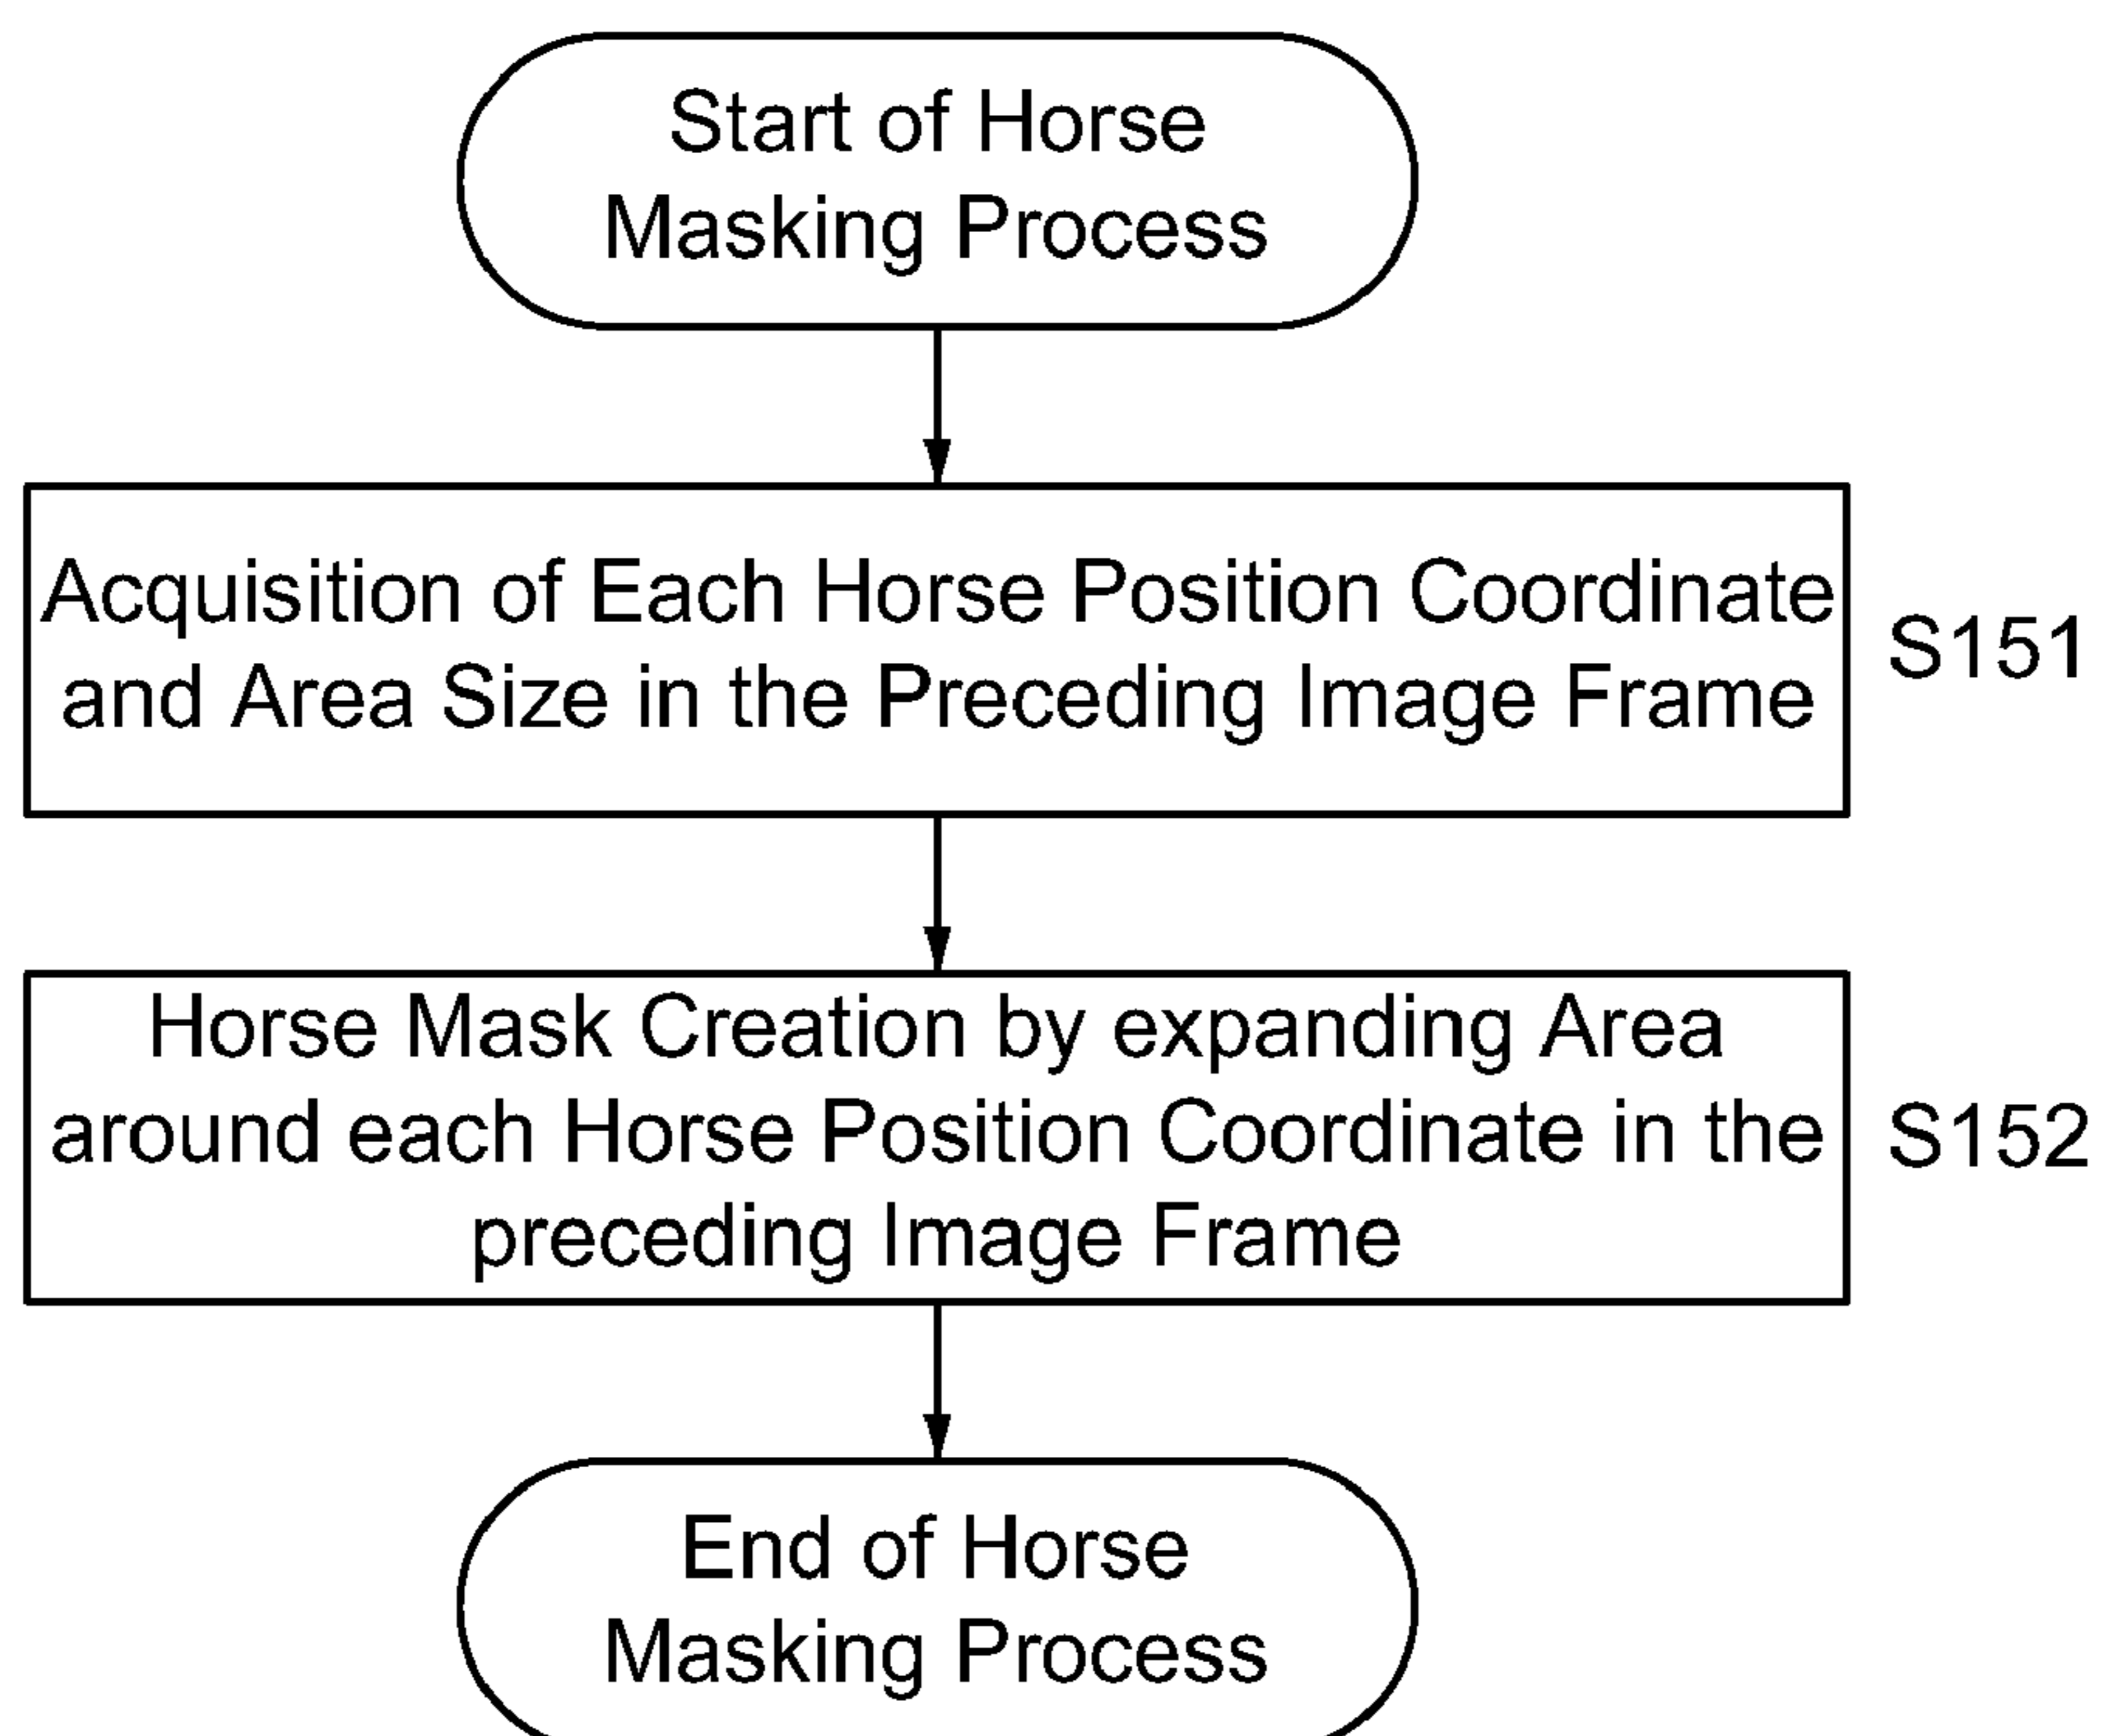 Start of Horse
Masking Process
Acquisition of Each Horse Position Coordinate
and Area Size in the Preceding Image Frame
S151
Horse Mask Creation by expanding Area
around each Horse Position Coordinate in the
preceding Image Frame
S152
End of Horse
Masking Process